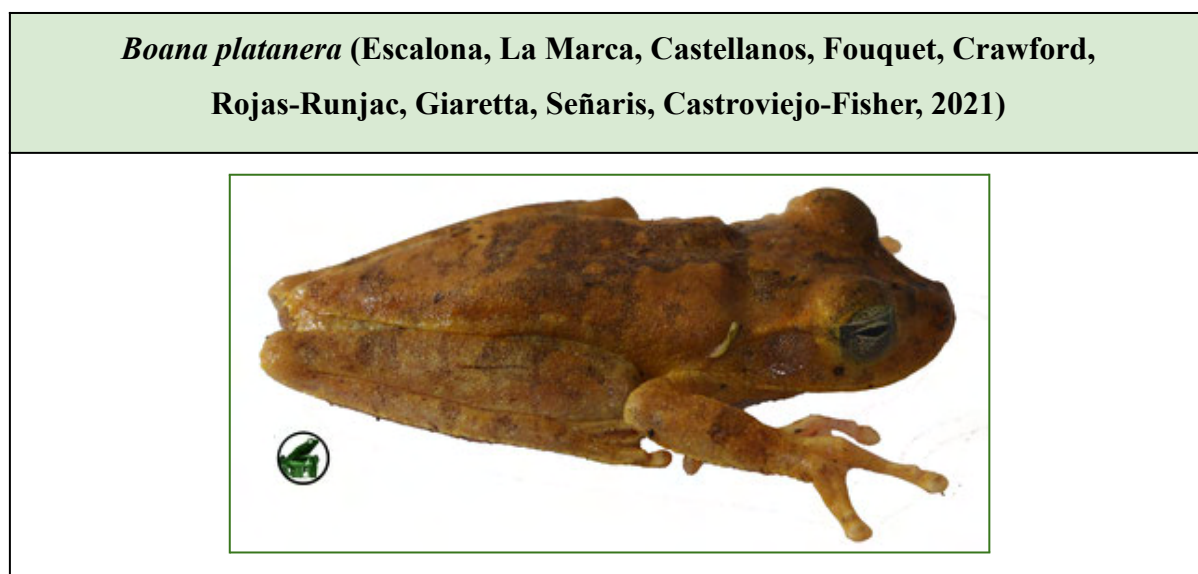 Boana platanera (Escalona, La Marca, Castellanos, Fouquet, Crawford,
Rojas-Runjac, Giaretta, Señaris, Castroviejo-Fisher, 2021)